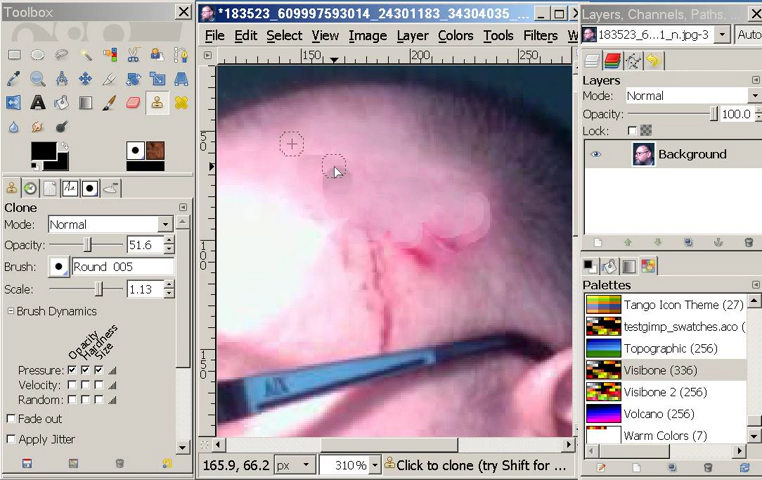 Toolbox
Clone
Mode: Normal
Opacity: 51.6
Brush: Round 005
Scale: 1.13
Brush Dynamics
Opacity
Hardness
Size
Pressure:
Velocity:
Random:
Fade out
Apply Jitter
*183523_609997593014_24301183_34304035_...
File Edit Select View Image Layer Colors Tools Filters W
150 200 250
50
100
150
165.9, 66.2 px 310% Click to clone (try Shift for ...
Layers, Channels, Paths, ...
183523_6...1_n.jpg-3 Auto
Layers
Mode: Normal
Opacity: 100.0
Lock:
Background
Palettes
Tango Icon Theme (27)
testgimp_swatches.aco (
Topographic (256)
Visibone (336)
Visibone 2 (256)
Volcano (256)
Warm Colors (7)